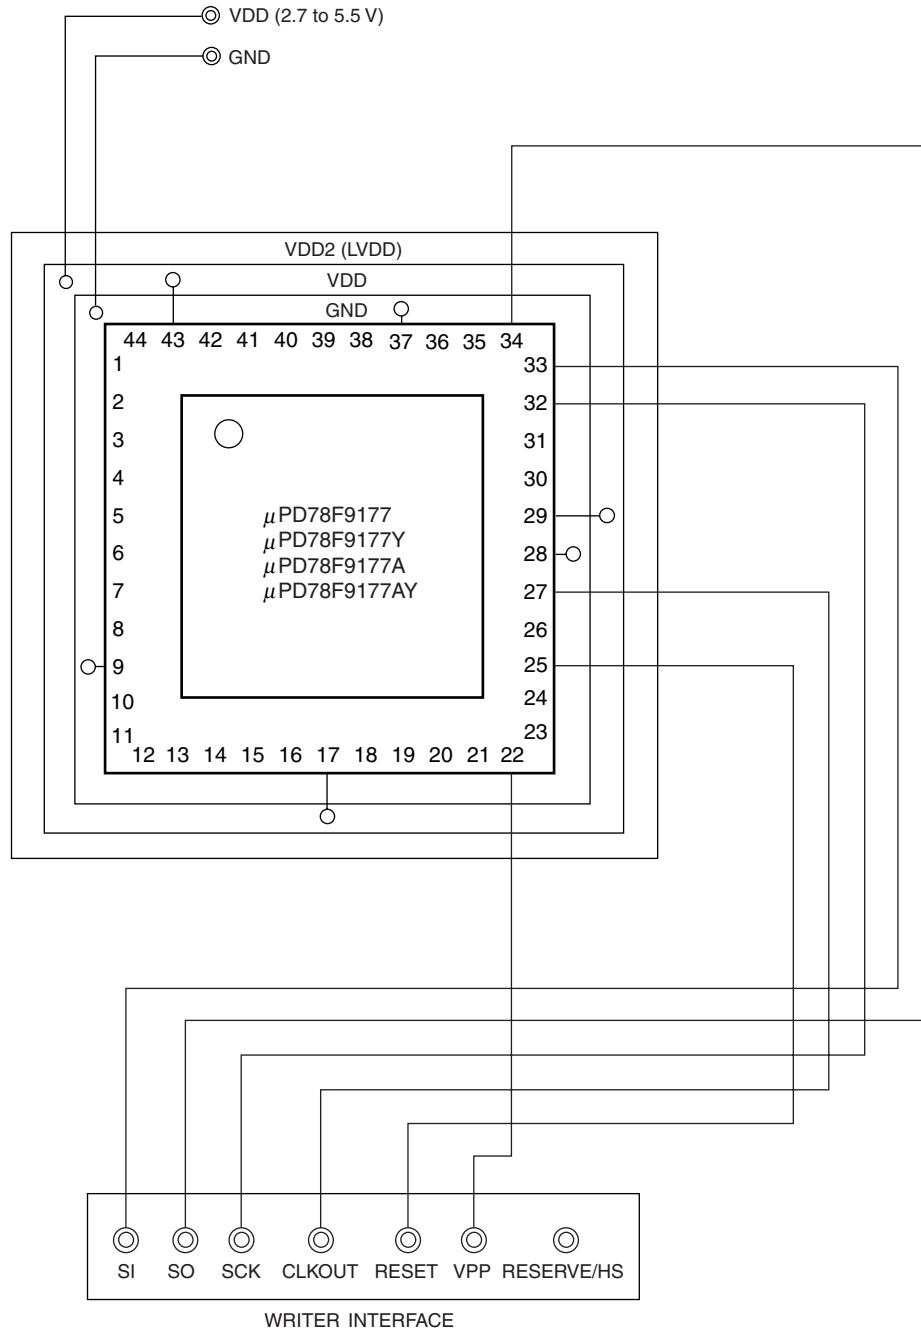 VDD (2.7 to 5.5 V)
GND
VDD2 (LVDD)
VDD
GND
44 43 42 41 40 39 38 37 36 35 34
1
2
3
4
5
6
7
8
9
10
11
33
32
31
30
29
28
27
26
25
24
23
μPD78F9177
μPD78F9177Y
μPD78F9177A
μPD78F9177AY
12 13 14 15 16 17 18 19 20 21 22
SI SO SCK CLKOUT RESET VPP RESERVE/HS
WRITER INTERFACE